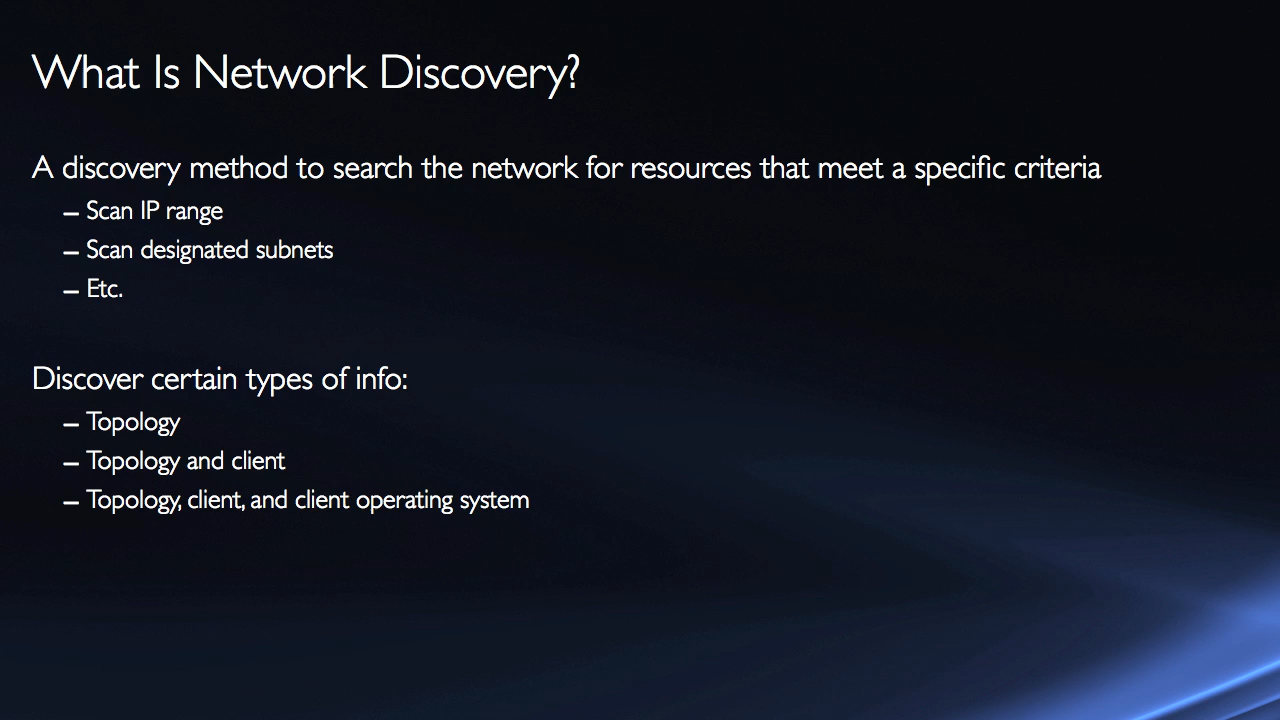 What Is Network Discovery?
A discovery method to search the network for resources that meet a specific criteria
– Scan IP range
– Scan designated subnets
– Etc.
Discover certain types of info:
– Topology
– Topology and client
– Topology, client, and client operating system